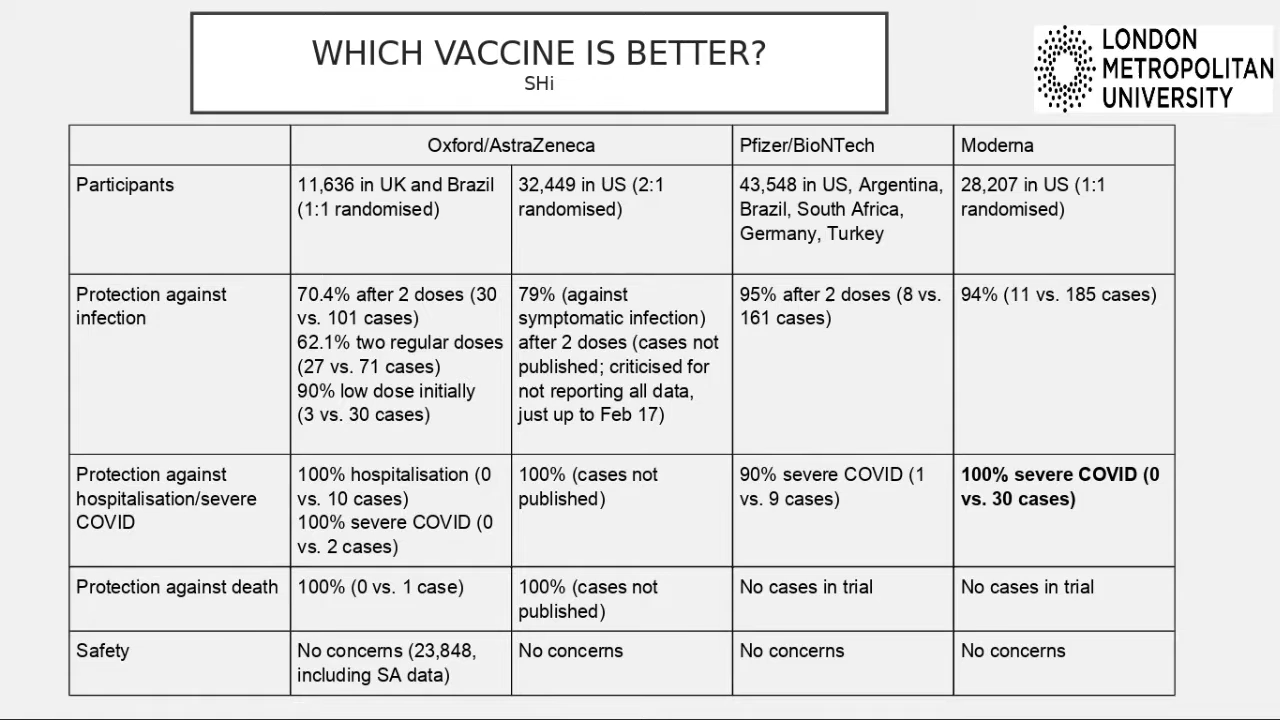 WHICH VACCINE IS BETTER?
SHi
LONDON
METROPOLITAN
UNIVERSITY
Oxford/AstraZeneca
Pfizer/BioNTech
Moderna
Participants
11,636 in UK and Brazil
(1:1 randomised)
32,449 in US (2:1
randomised)
43,548 in US, Argentina,
Brazil, South Africa,
Germany, Turkey
28,207 in US (1:1
randomised)
Protection against
infection
70.4% after 2 doses (30
vs. 101 cases)
62.1% two regular doses
(27 vs. 71 cases)
90% low dose initially
(3 vs. 30 cases)
79% (against
symptomatic infection)
after 2 doses (cases not
published; criticised for
not reporting all data,
just up to Feb 17)
95% after 2 doses (8 vs.
161 cases)
94% (11 vs. 185 cases)
Protection against
hospitalisation/severe
COVID
100% hospitalisation (0
vs. 10 cases)
100% severe COVID (0
vs. 2 cases)
100% (cases not
published)
90% severe COVID (1
vs. 9 cases)
100% severe COVID (0
vs. 30 cases)
Protection against death
100% (0 vs. 1 case)
100% (cases not
published)
No cases in trial
No cases in trial
Safety
No concerns (23,848,
including SA data)
No concerns
No concerns
No concerns